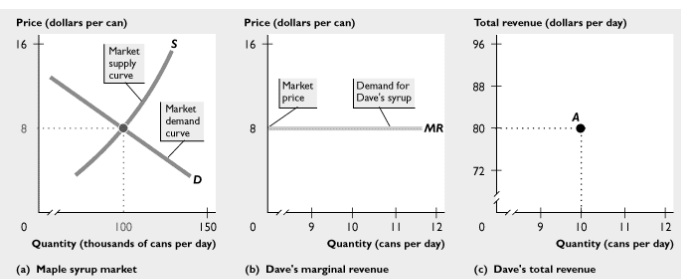 Price (dollars per can)
16
S
Market
supply
curve
Market
demand
curve
8
D
0
100
150
Quantity (thousands of cans per day)
(a) Maple syrup market
Price (dollars per can)
16
Market
price
Demand for
Dave's syrup
8
MR
0
9
10
11
12
Quantity (cans per day)
(b) Dave's marginal revenue
Total revenue (dollars per day)
96
88
A
80
72
0
9
10
11
12
Quantity (cans per day)
(c) Dave's total revenue